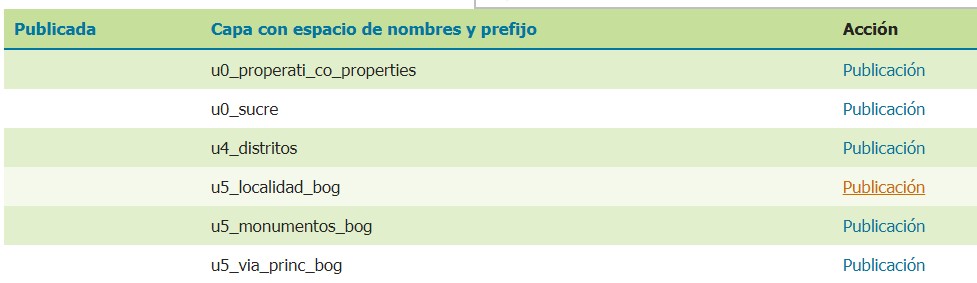 Publicada Capa con espacio de nombres y prefijo Acción
u0_properati_co_properties Publicación
u0_sucre Publicación
u4_distritos Publicación
u5_localidad_bog Publicación
u5_monumentos_bog Publicación
u5_via_princ_bog Publicación